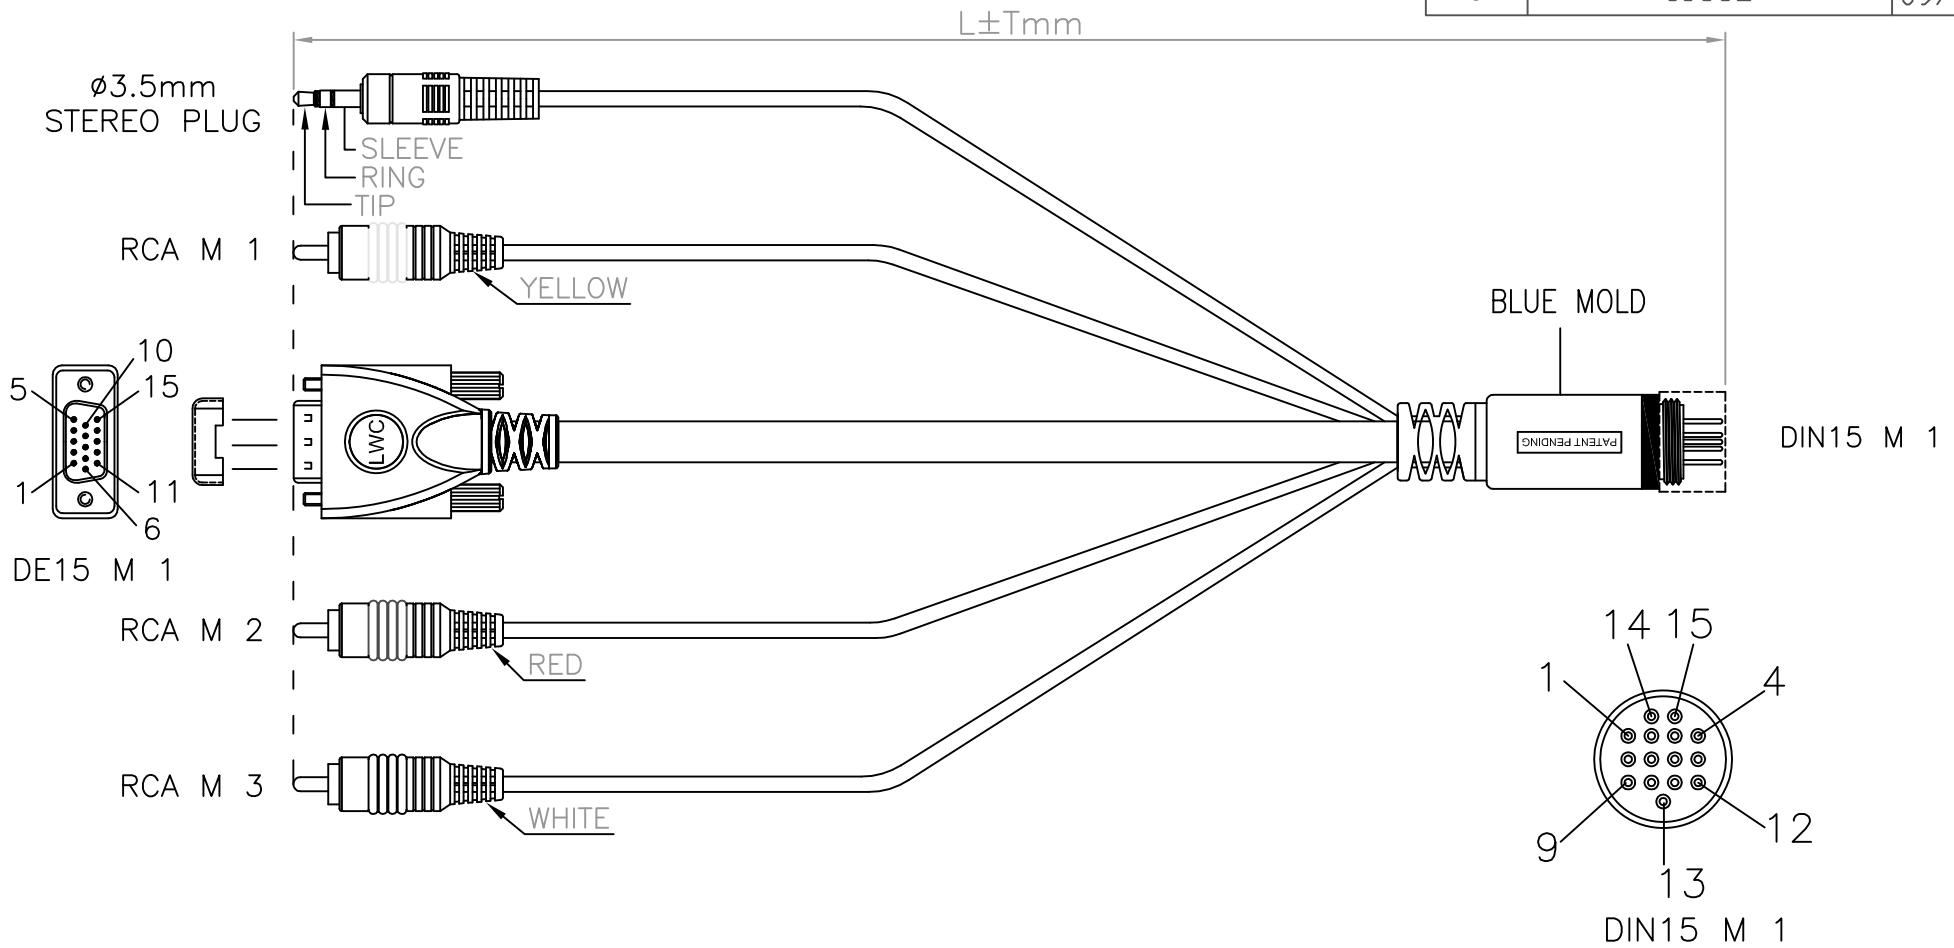 L±Tmm
ø3.5mm
STEREO PLUG
SLEEVE
RING
TIP
RCA M 1
YELLOW
BLUE MOLD
10
5
15
LWC
PATENT PENDING
DIN15 M 1
1
11
6
DE15 M 1
RCA M 2
RED
14 15
1
4
RCA M 3
WHITE
9
12
13
DIN15 M 1